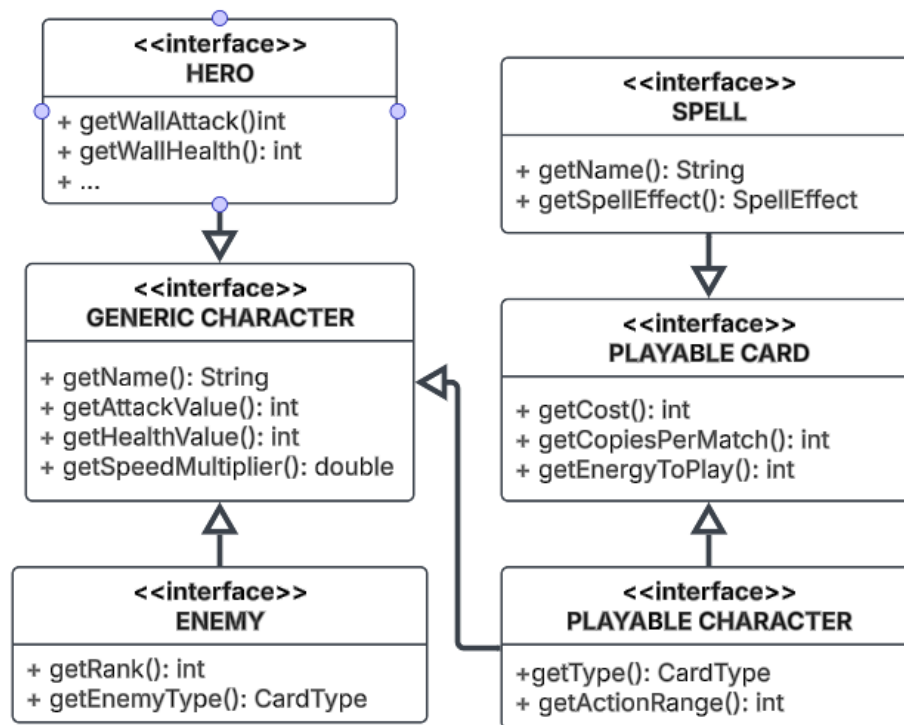 <<interface>>
HERO
+ getWallAttack()int
+ getWallHealth(): int
+ ...
<<interface>>
SPELL
+ getName(): String
+ getSpellEffect(): SpellEffect
<<interface>>
GENERIC CHARACTER
+ getName(): String
+ getAttackValue(): int
+ getHealthValue(): int
+ getSpeedMultiplier(): double
<<interface>>
PLAYABLE CARD
+ getCost(): int
+ getCopiesPerMatch(): int
+ getEnergyToPlay(): int
<<interface>>
ENEMY
+ getRank(): int
+ getEnemyType(): CardType
<<interface>>
PLAYABLE CHARACTER
+getType(): CardType
+ getActionRange(): int